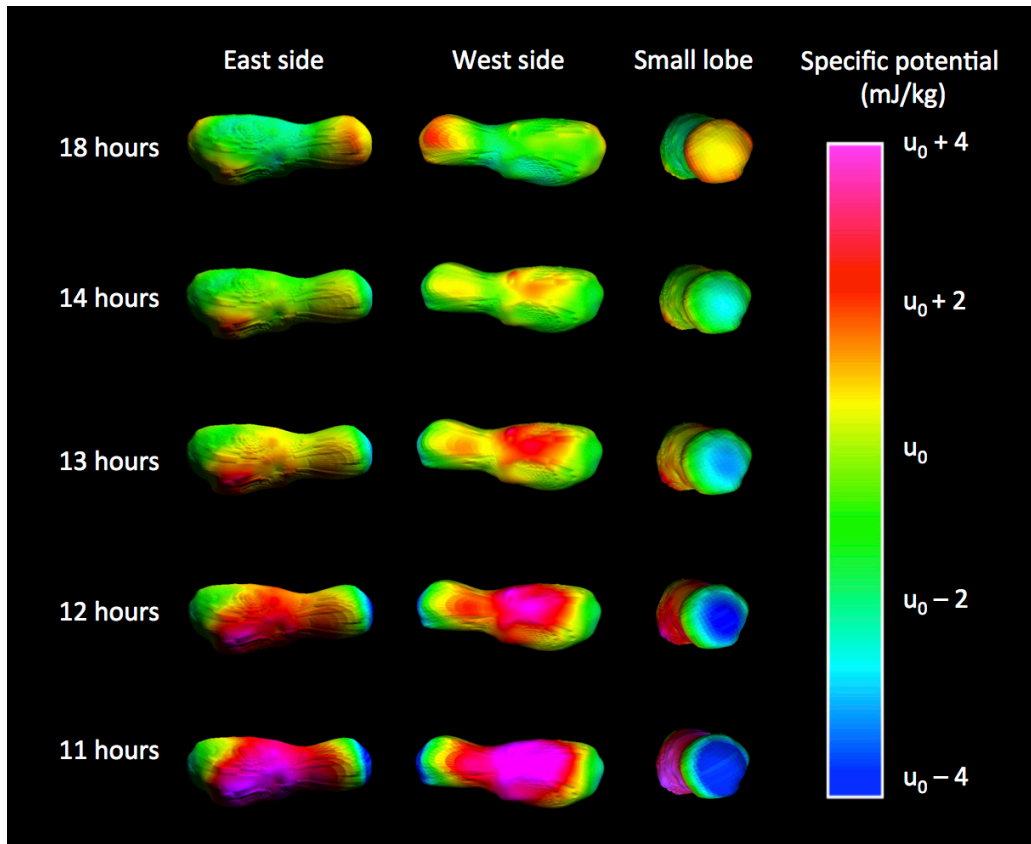 East side
West side
Small lobe
Specific potential
(mJ/kg)
18 hours
u₀ + 4
14 hours
u₀ + 2
13 hours
u₀
12 hours
u₀ – 2
11 hours
u₀ – 4